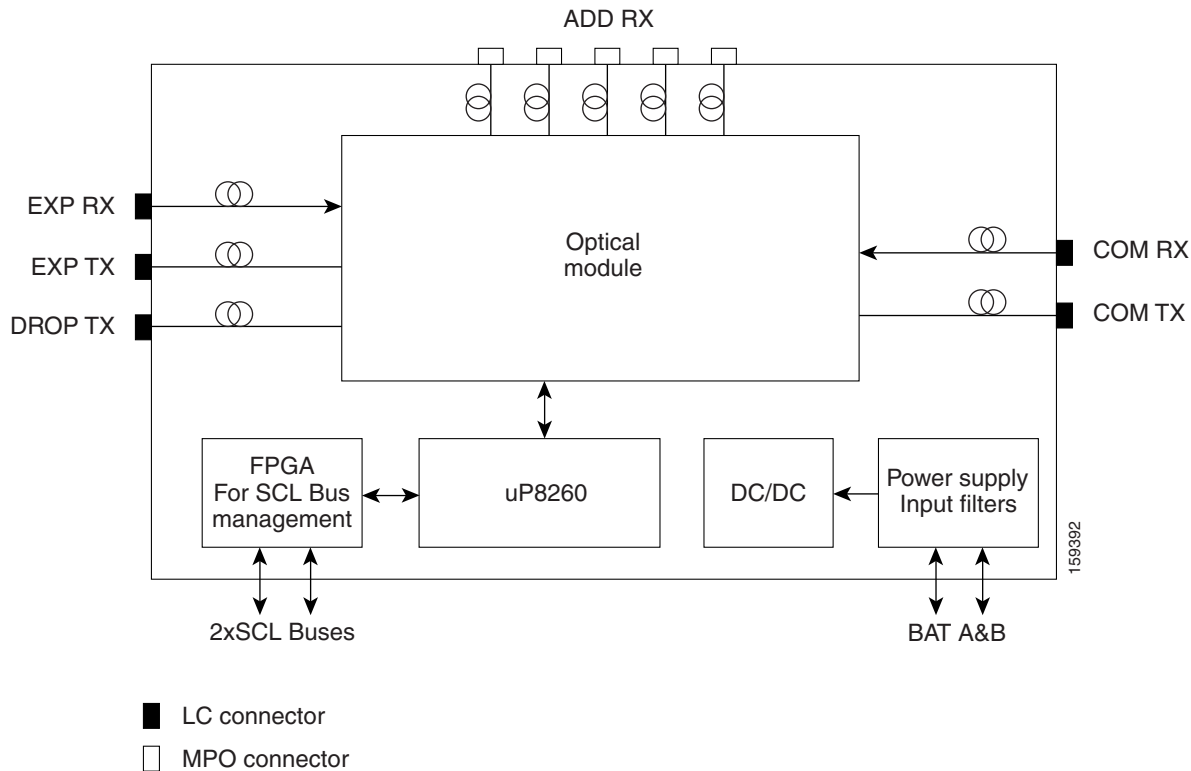 ADD RX
EXP RX
EXP TX
DROP TX
Optical
module
COM RX
COM TX
FPGA
For SCL Bus
management
uP8260
DC/DC
Power supply
Input filters
159392
2xSCL Buses
BAT A&B
LC connector
MPO connector